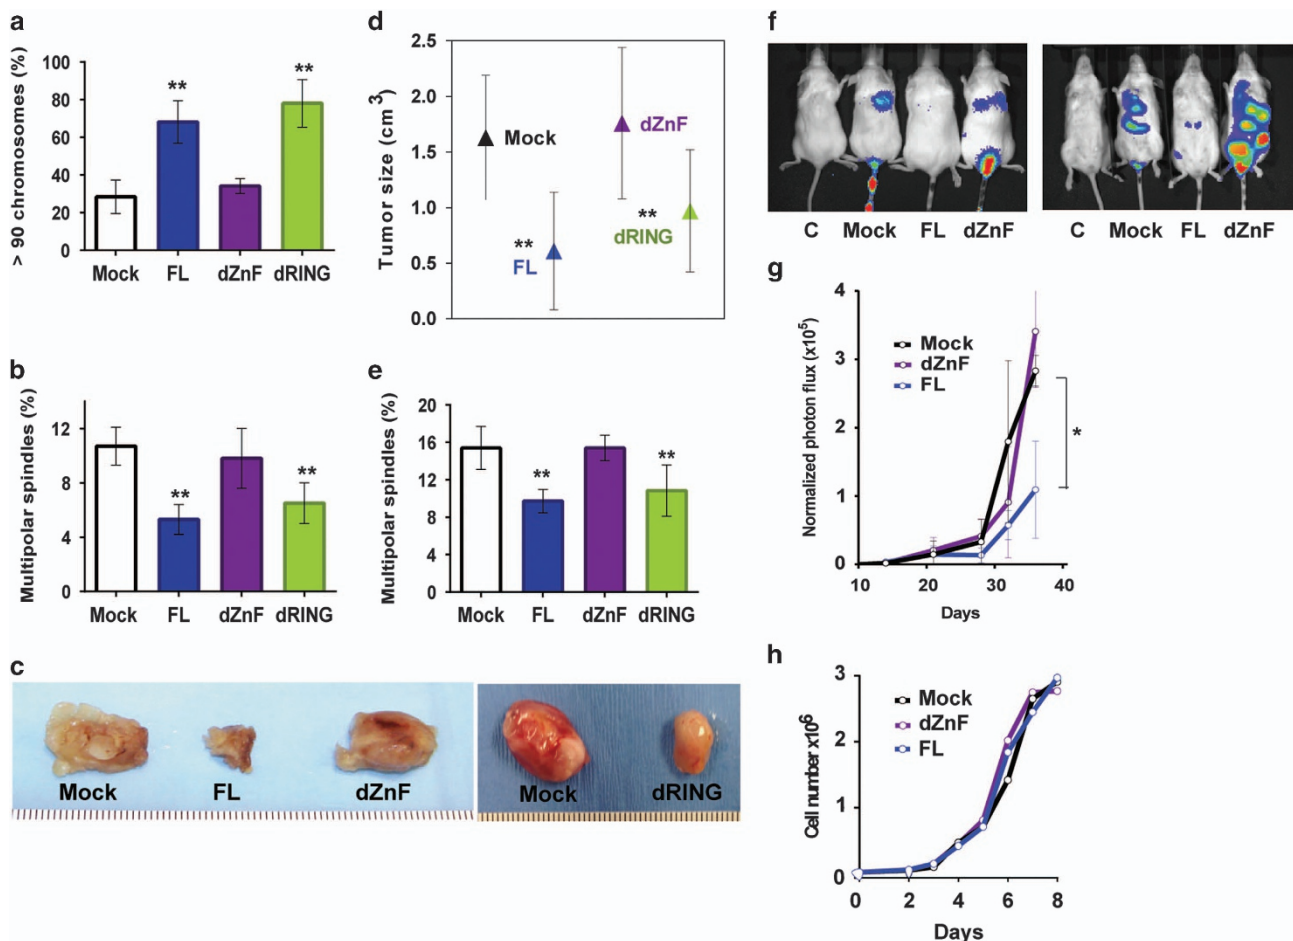 a
> 90 chromosomes (%)
100
80
60
40
20
0
**
**
Mock FL dZnF dRING
b
Multipolar spindles (%)
12
8
4
0
**
**
Mock FL dZnF dRING
c
Mock FL dZnF
Mock dRING
d
Tumor size (cm3)
2.5
2.0
1.5
1.0
0.5
0.0
Mock
dZnF
**
FL
**
dRING
e
Multipolar spindles (%)
20
16
12
8
4
0
**
**
Mock FL dZnF dRING
f
C Mock FL dZnF
C Mock FL dZnF
g
Normalized photon flux (x10⁵)
4
3
2
1
0
Mock
dZnF
FL
*
10 20 30 40
Days
h
Cell number x10⁶
3
2
1
0
Mock
dZnF
FL
0 2 4 6 8
Days